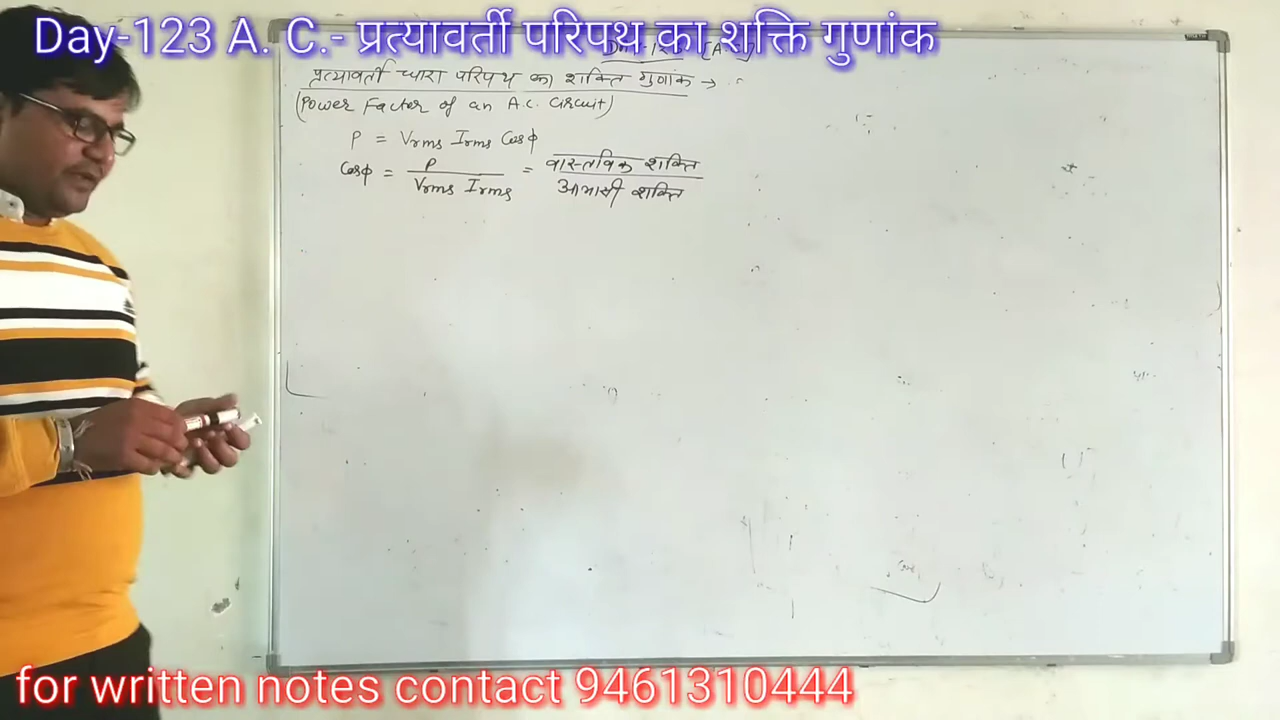 Day-123 A. C.- प्रत्यावर्ती परिपथ का शक्ति गुणांक
प्रत्यावर्ती धारा परिपथ का शक्ति गुणांक →
(Power Factor of an A.C. Circuit)
P = Vrms Irms Cosφ
Cosφ = P / Vrms Irms = वास्तविक शक्ति / आभासी शक्ति
for written notes contact 9461310444